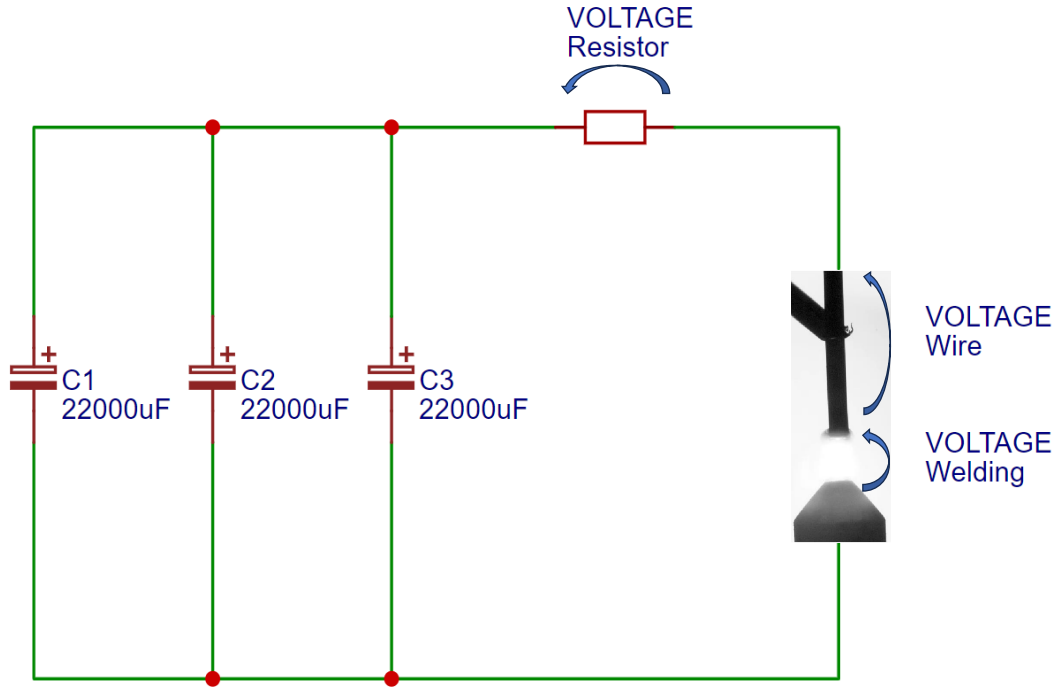 VOLTAGE
Resistor
VOLTAGE
Wire
+
C1
22000uF
+
C2
22000uF
+
C3
22000uF
VOLTAGE
Welding